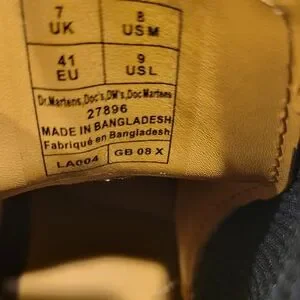 7 8
UK USM
41 9
EU USL
Dr.Martens,Doc's,DM's,Doc Martens
27896
MADE IN BANGLADESH
Fabriqué en Bangladesh
LA004 GB 08 X